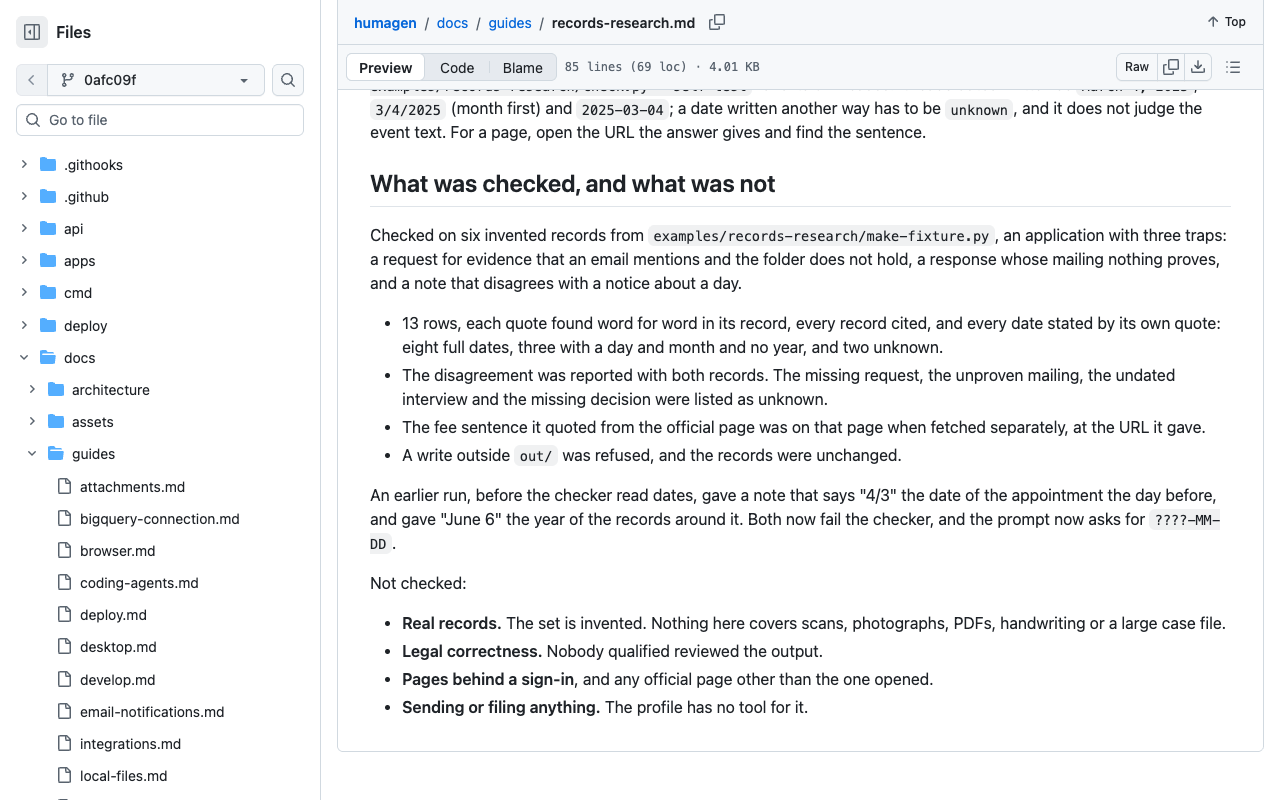 Files
0afc09f
Go to file
.githooks
.github
api
apps
cmd
deploy
docs
architecture
assets
guides
attachments.md
bigquery-connection.md
browser.md
coding-agents.md
deploy.md
desktop.md
develop.md
email-notifications.md
integrations.md
local-files.md
humagen / docs / guides / records-research.md
Top
Preview Code Blame 85 lines (69 loc) · 4.01 KB
Raw
3/4/2025 (month first) and 2025-03-04; a date written another way has to be unknown, and it does not judge the
event text. For a page, open the URL the answer gives and find the sentence.
What was checked, and what was not
Checked on six invented records from examples/records-research/make-fixture.py, an application with three traps:
a request for evidence that an email mentions and the folder does not hold, a response whose mailing nothing proves,
and a note that disagrees with a notice about a day.
• 13 rows, each quote found word for word in its record, every record cited, and every date stated by its own quote:
eight full dates, three with a day and month and no year, and two unknown.
• The disagreement was reported with both records. The missing request, the unproven mailing, the undated
interview and the missing decision were listed as unknown.
• The fee sentence it quoted from the official page was on that page when fetched separately, at the URL it gave.
• A write outside out/ was refused, and the records were unchanged.
An earlier run, before the checker read dates, gave a note that says "4/3" the date of the appointment the day before,
and gave "June 6" the year of the records around it. Both now fail the checker, and the prompt now asks for ????-MM-
DD.
Not checked:
• Real records. The set is invented. Nothing here covers scans, photographs, PDFs, handwriting or a large case file.
• Legal correctness. Nobody qualified reviewed the output.
• Pages behind a sign-in, and any official page other than the one opened.
• Sending or filing anything. The profile has no tool for it.